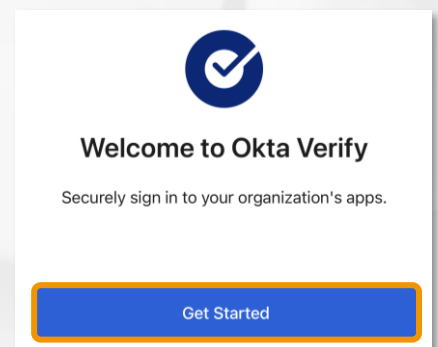 Welcome to Okta Verify
Securely sign in to your organization's apps.
Get Started